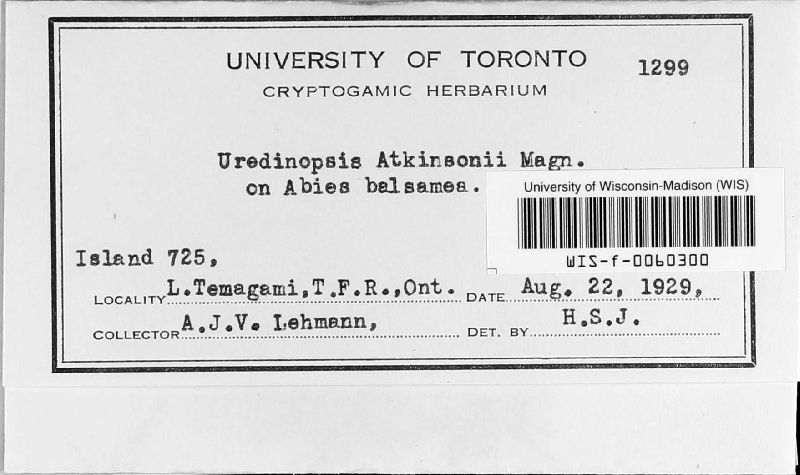 UNIVERSITY OF TORONTO
1299
CRYPTOGAMIC HERBARIUM
Uredinopsis Atkinsonii Magn.
on Abies balsamea.
University of Wisconsin-Madison (WIS)
WIS-f-0060300
Island 725,
LOCALITY L.Temagami,T.F.R.,Ont. DATE Aug. 22, 1929,
COLLECTOR A.J.V. Lehmann, DET. BY H.S.J.